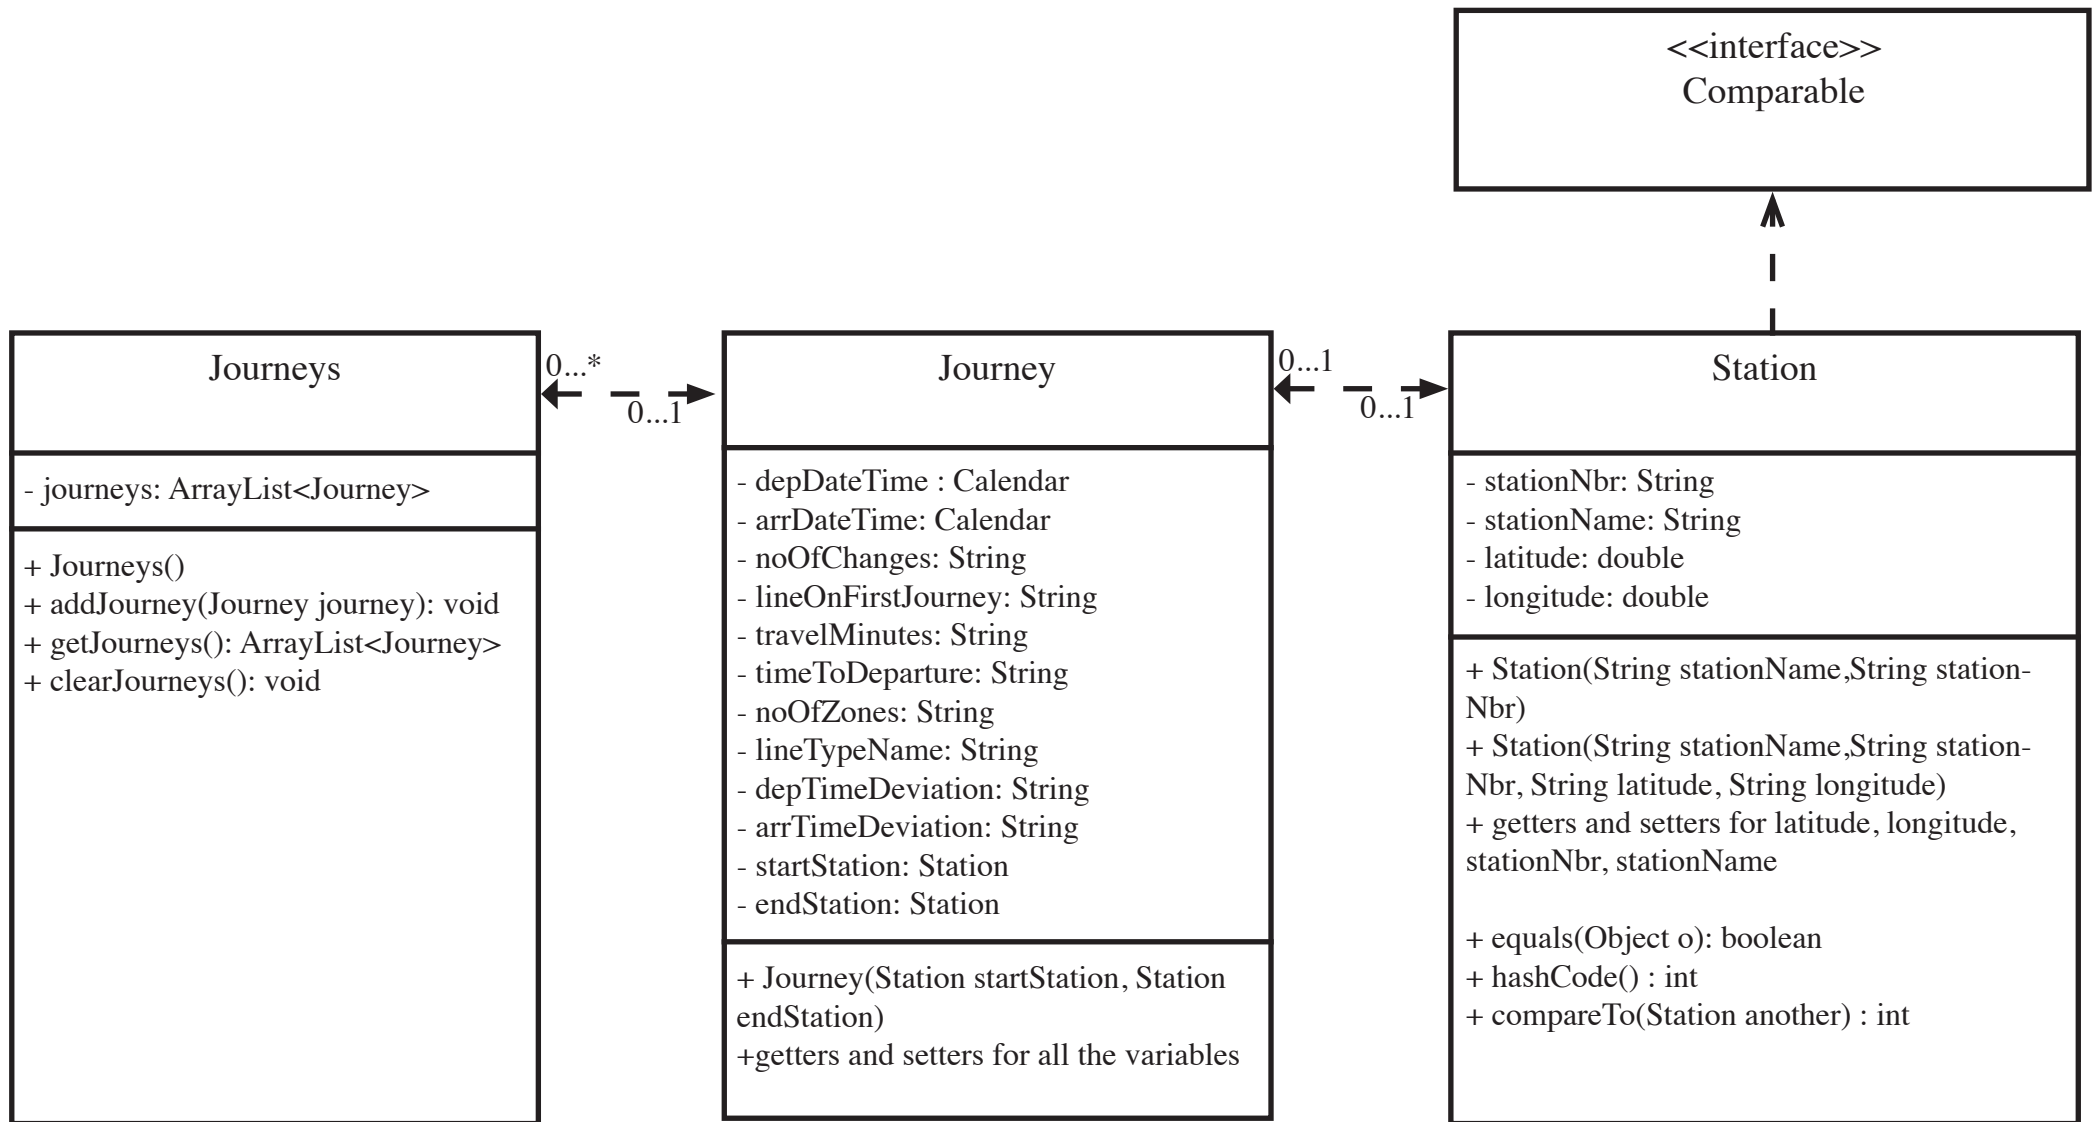 <<interface>>
Comparable
Journeys
0...*
0...1
- journeys: ArrayList<Journey>
+ Journeys()
+ addJourney(Journey journey): void
+ getJourneys(): ArrayList<Journey>
+ clearJourneys(): void
Journey
0...1
0...1
- depDateTime : Calendar
- arrDateTime: Calendar
- noOfChanges: String
- lineOnFirstJourney: String
- travelMinutes: String
- timeToDeparture: String
- noOfZones: String
- lineTypeName: String
- depTimeDeviation: String
- arrTimeDeviation: String
- startStation: Station
- endStation: Station
+ Journey(Station startStation, Station
endStation)
+getters and setters for all the variables
Station
- stationNbr: String
- stationName: String
- latitude: double
- longitude: double
+ Station(String stationName,String station-
Nbr)
+ Station(String stationName,String station-
Nbr, String latitude, String longitude)
+ getters and setters for latitude, longitude,
stationNbr, stationName
+ equals(Object o): boolean
+ hashCode() : int
+ compareTo(Station another) : int